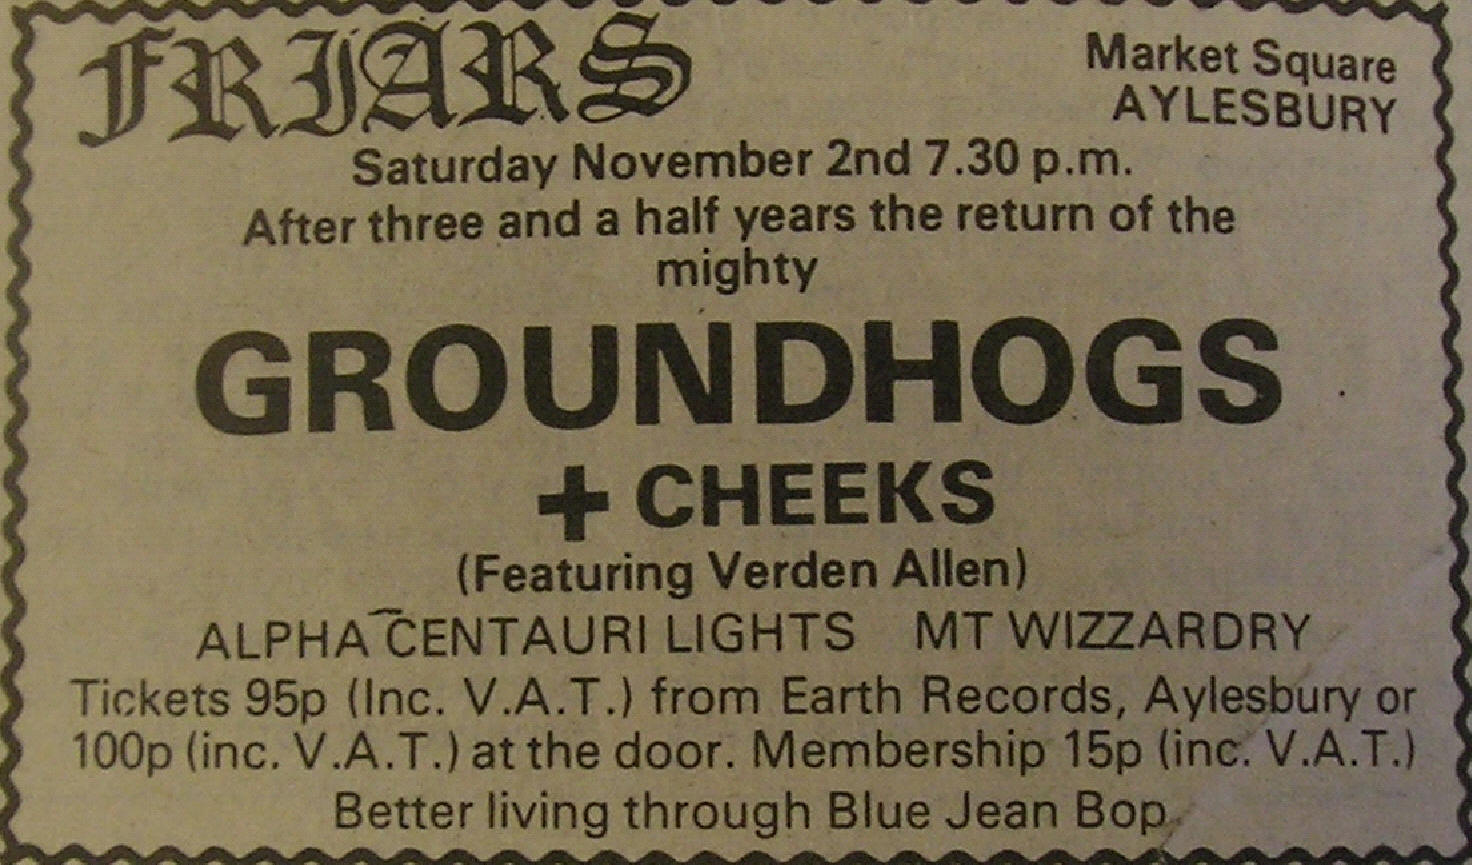 FRIARS
Market Square
AYLESBURY
Saturday November 2nd 7.30 p.m.
After three and a half years the return of the
mighty
GROUNDHOGS
+ CHEEKS
(Featuring Verden Allen)
ALPHA CENTAURI LIGHTS MT WIZZARDRY
Tickets 95p (Inc. V.A.T.) from Earth Records, Aylesbury or
100p (inc. V.A.T.) at the door. Membership 15p (inc. V.A.T.)
Better living through Blue Jean Bop